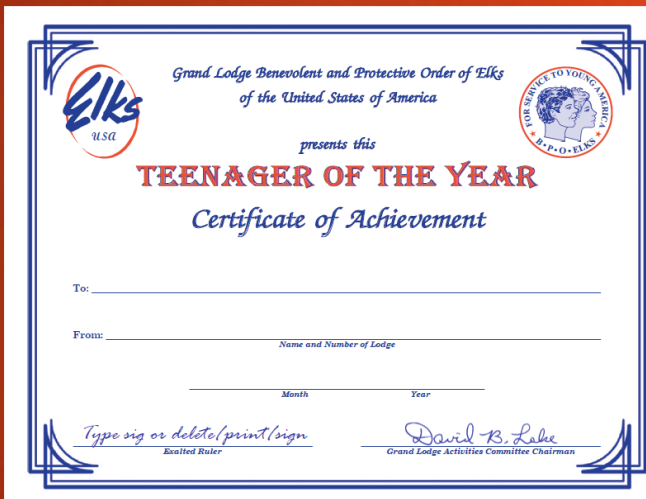 Elks
USA
Grand Lodge Benevolent and Protective Order of Elks
of the United States of America
FOR SERVICE TO YOUNG AMERICA
★ B·P·O·ELKS ★
presents this
TEENAGER OF THE YEAR
Certificate of Achievement
To:
From:
Name and Number of Lodge
Month Year
Type sig or delete/print/sign David B. Lake
Exalted Ruler Grand Lodge Activities Committee Chairman